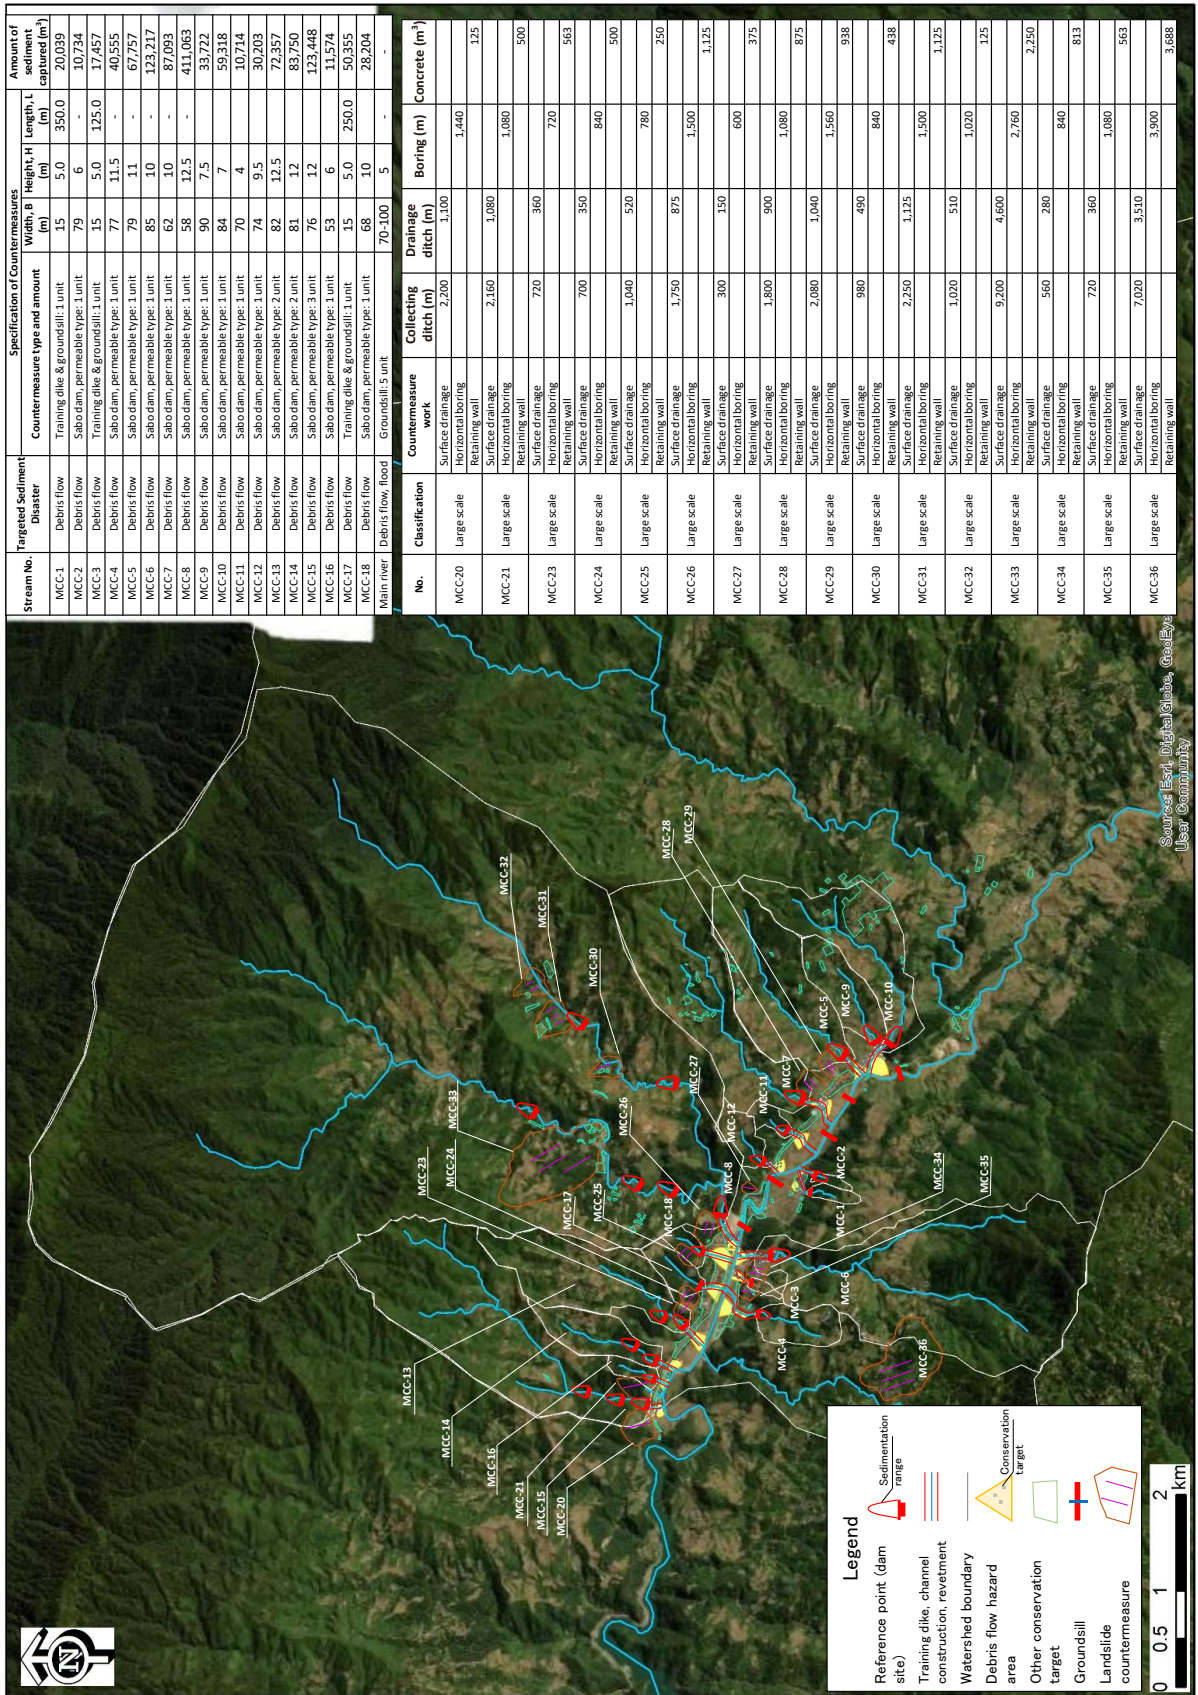 Stream No. Targeted Sediment Disaster Specification of Countermeasures Amount of sediment captured (m³)
Countermeasure type and amount Width, B (m) Height, H (m) Length, L (m)
MCC-1 Debris flow Training dike & groundsill: 1 unit 15 5.0 350.0 20,039
MCC-2 Debris flow Sabo dam, permeable type: 1 unit 79 6 - 10,734
MCC-3 Debris flow Training dike & groundsill: 1 unit 15 5.0 125.0 17,457
MCC-4 Debris flow Sabo dam, permeable type: 1 unit 77 11.5 - 40,555
MCC-5 Debris flow Sabo dam, permeable type: 1 unit 79 11 - 67,757
MCC-6 Debris flow Sabo dam, permeable type: 1 unit 85 10 - 123,217
MCC-7 Debris flow Sabo dam, permeable type: 1 unit 62 10 - 87,093
MCC-8 Debris flow Sabo dam, permeable type: 1 unit 58 12.5 - 411,063
MCC-9 Debris flow Sabo dam, permeable type: 1 unit 90 7.5 33,722
MCC-10 Debris flow Sabo dam, permeable type: 1 unit 84 7 59,318
MCC-11 Debris flow Sabo dam, permeable type: 1 unit 70 4 10,714
MCC-12 Debris flow Sabo dam, permeable type: 1 unit 74 9.5 30,203
MCC-13 Debris flow Sabo dam, permeable type: 2 unit 82 12.5 72,357
MCC-14 Debris flow Sabo dam, permeable type: 2 unit 81 12 83,750
MCC-15 Debris flow Sabo dam, permeable type: 3 unit 76 12 123,448
MCC-16 Debris flow Sabo dam, permeable type: 1 unit 53 6 11,574
MCC-17 Debris flow Training dike & groundsill: 1 unit 15 5.0 250.0 50,355
MCC-18 Debris flow Sabo dam, permeable type: 1 unit 68 10 28,204
Main river Debris flow, flood Groundsill: 5 unit 70-100 5 - -
No. Classification Countermeasure work Collecting ditch (m) Drainage ditch (m) Boring (m) Concrete (m³)
MCC-20 Large scale Surface drainage 2,200 1,100
Horizontal boring 1,440
Retaining wall 125
MCC-21 Large scale Surface drainage 2,160 1,080
Horizontal boring 1,080
Retaining wall 500
MCC-23 Large scale Surface drainage 720 360
Horizontal boring 720
Retaining wall 563
MCC-24 Large scale Surface drainage 700 350
Horizontal boring 840
Retaining wall 500
MCC-25 Large scale Surface drainage 1,040 520
Horizontal boring 780
Retaining wall 250
MCC-26 Large scale Surface drainage 1,750 875
Horizontal boring 1,500
Retaining wall 1,125
MCC-27 Large scale Surface drainage 300 150
Horizontal boring 600
Retaining wall 375
MCC-28 Large scale Surface drainage 1,800 900
Horizontal boring 1,080
Retaining wall 875
MCC-29 Large scale Surface drainage 2,080 1,040
Horizontal boring 1,560
Retaining wall 938
MCC-30 Large scale Surface drainage 980 490
Horizontal boring 840
Retaining wall 438
MCC-31 Large scale Surface drainage 2,250 1,125
Horizontal boring 1,500
Retaining wall 1,125
MCC-32 Large scale Surface drainage 1,020 510
Horizontal boring 1,020
Retaining wall 125
MCC-33 Large scale Surface drainage 9,200 4,600
Horizontal boring 2,760
Retaining wall 2,250
MCC-34 Large scale Surface drainage 560 280
Horizontal boring 840
Retaining wall 813
MCC-35 Large scale Surface drainage 720 360
Horizontal boring 1,080
Retaining wall 563
MCC-36 Large scale Surface drainage 7,020 3,510
Horizontal boring 3,900
Retaining wall 3,688
N
MCC-13
MCC-14
MCC-16
MCC-21
MCC-15
MCC-20
MCC-23
MCC-24
MCC-33
MCC-17
MCC-25
MCC-18
MCC-26
MCC-8
MCC-32
MCC-31
MCC-30
MCC-27
MCC-12
MCC-11
MCC-7
MCC-28
MCC-29
MCC-5
MCC-9
MCC-10
MCC-2
MCC-1
MCC-34
MCC-35
MCC-6
MCC-3
MCC-4
MCC-36
Legend
Reference point (dam site)
Sedimentation range
Training dike, channel construction, revetment
Watershed boundary
Debris flow hazard area
Conservation target
Other conservation target
Groundsill
Landslide countermeasure
0 0.5 1 2
km
Source: Esri, DigitalGlobe, GeoEye
User Community